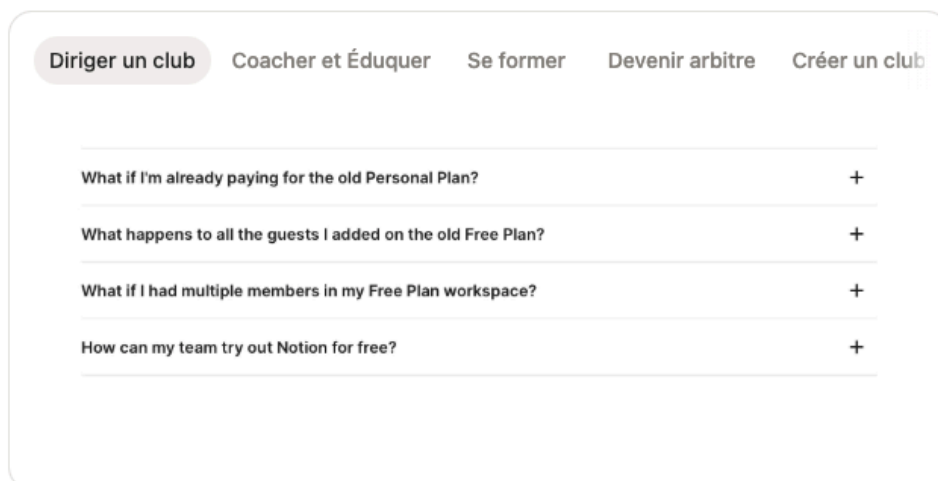 Diriger un club Coacher et Éduquer Se former Devenir arbitre Créer un club
What if I'm already paying for the old Personal Plan? +
What happens to all the guests I added on the old Free Plan? +
What if I had multiple members in my Free Plan workspace? +
How can my team try out Notion for free? +